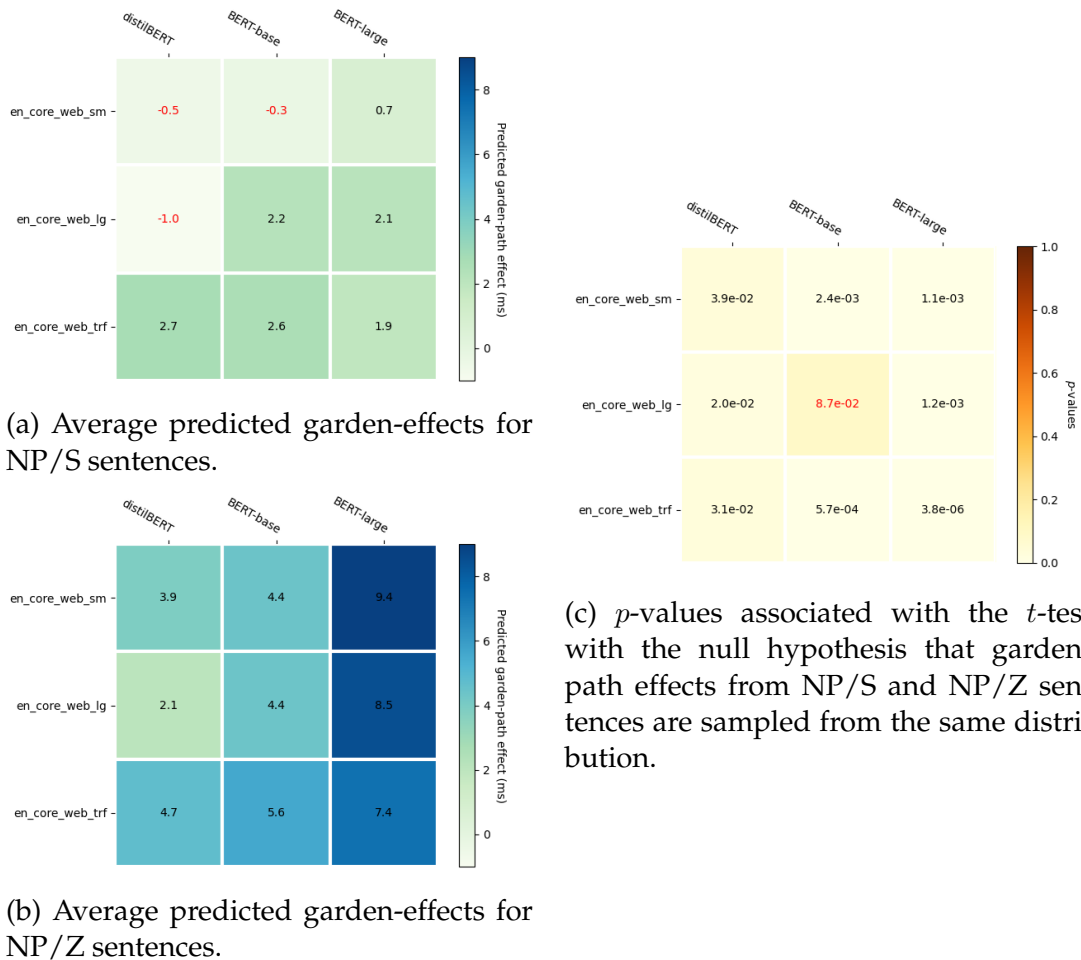 distilBERT
BERT-base
BERT-large
en_core_web_sm
-0.5
-0.3
0.7
en_core_web_lg
-1.0
2.2
2.1
en_core_web_trf
2.7
2.6
1.9
8
6
4
2
0
Predicted garden-path effect (ms)
(a) Average predicted garden-effects for
NP/S sentences.
distilBERT
BERT-base
BERT-large
en_core_web_sm
3.9
4.4
9.4
en_core_web_lg
2.1
4.4
8.5
en_core_web_trf
4.7
5.6
7.4
8
6
4
2
0
Predicted garden-path effect (ms)
(b) Average predicted garden-effects for
NP/Z sentences.
distilBERT
BERT-base
BERT-large
en_core_web_sm
3.9e-02
2.4e-03
1.1e-03
en_core_web_lg
2.0e-02
8.7e-02
1.2e-03
en_core_web_trf
3.1e-02
5.7e-04
3.8e-06
1.0
0.8
0.6
0.4
0.2
0.0
p-values
(c) p-values associated with the t-tes
with the null hypothesis that garden
path effects from NP/S and NP/Z sen
tences are sampled from the same distri
bution.